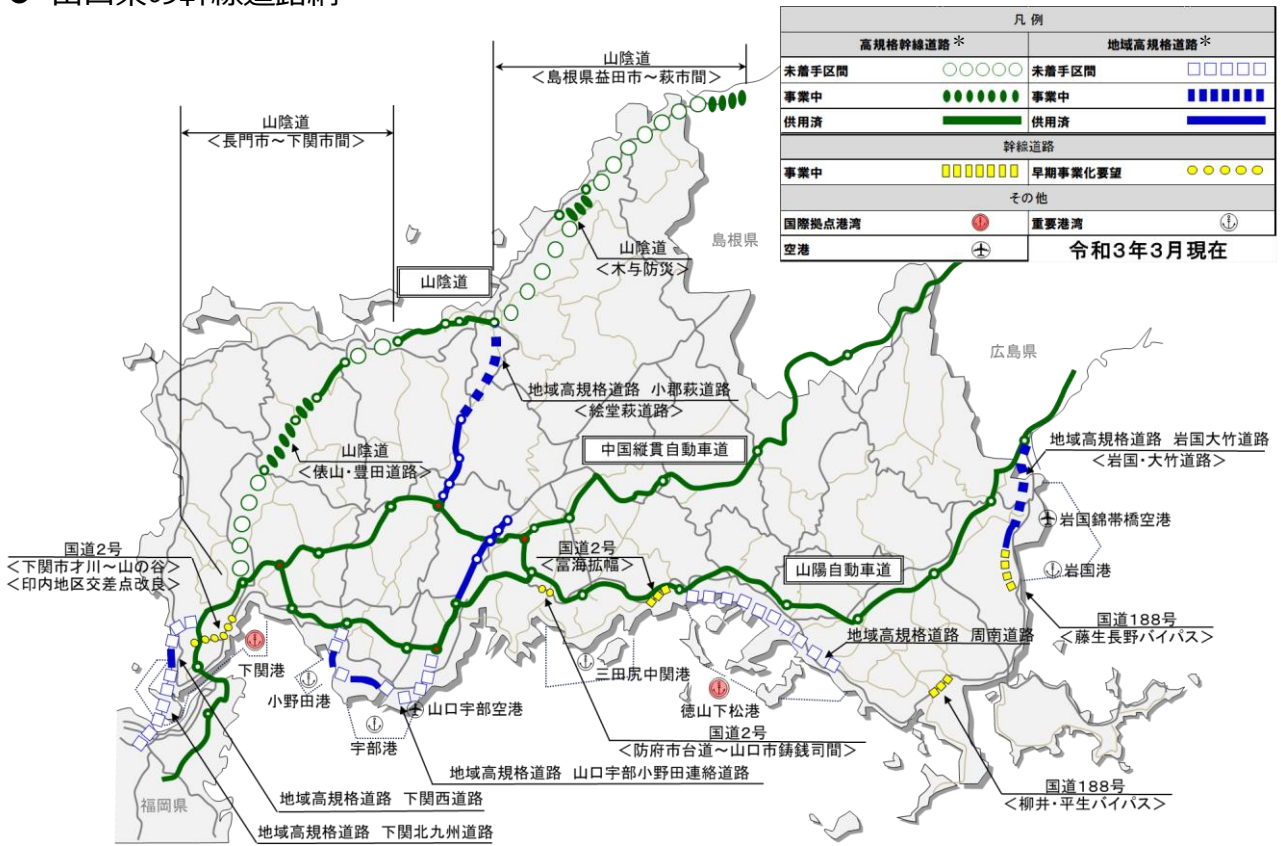 凡 例
高規格幹線道路＊ 地域高規格道路＊
未着手区間 未着手区間
事業中 事業中
供用済 供用済
幹線道路
事業中 早期事業化要望
その他
国際拠点港湾 重要港湾
空港 令和3年3月現在
山陰道
＜島根県益田市～萩市間＞
山陰道
＜長門市～下関市間＞
島根県
山陰道
＜木与防災＞
山陰道
広島県
地域高規格道路 小郡萩道路
＜絵堂萩道路＞
中国縦貫自動車道
地域高規格道路 岩国大竹道路
＜岩国・大竹道路＞
山陰道
＜俵山・豊田道路＞
岩国錦帯橋空港
国道2号
＜下関市才川～山の谷＞
＜印内地区交差点改良＞
国道2号
＜富海拡幅＞
山陽自動車道
岩国港
国道188号
＜藤生長野バイパス＞
地域高規格道路 周南道路
下関港
三田尻中関港
小野田港
山口宇部空港
徳山下松港
宇部港
国道2号
＜防府市台道～山口市鋳銭司間＞
地域高規格道路 山口宇部小野田連絡道路
国道188号
＜柳井・平生バイパス＞
福岡県
地域高規格道路 下関西道路
地域高規格道路 下関北九州道路